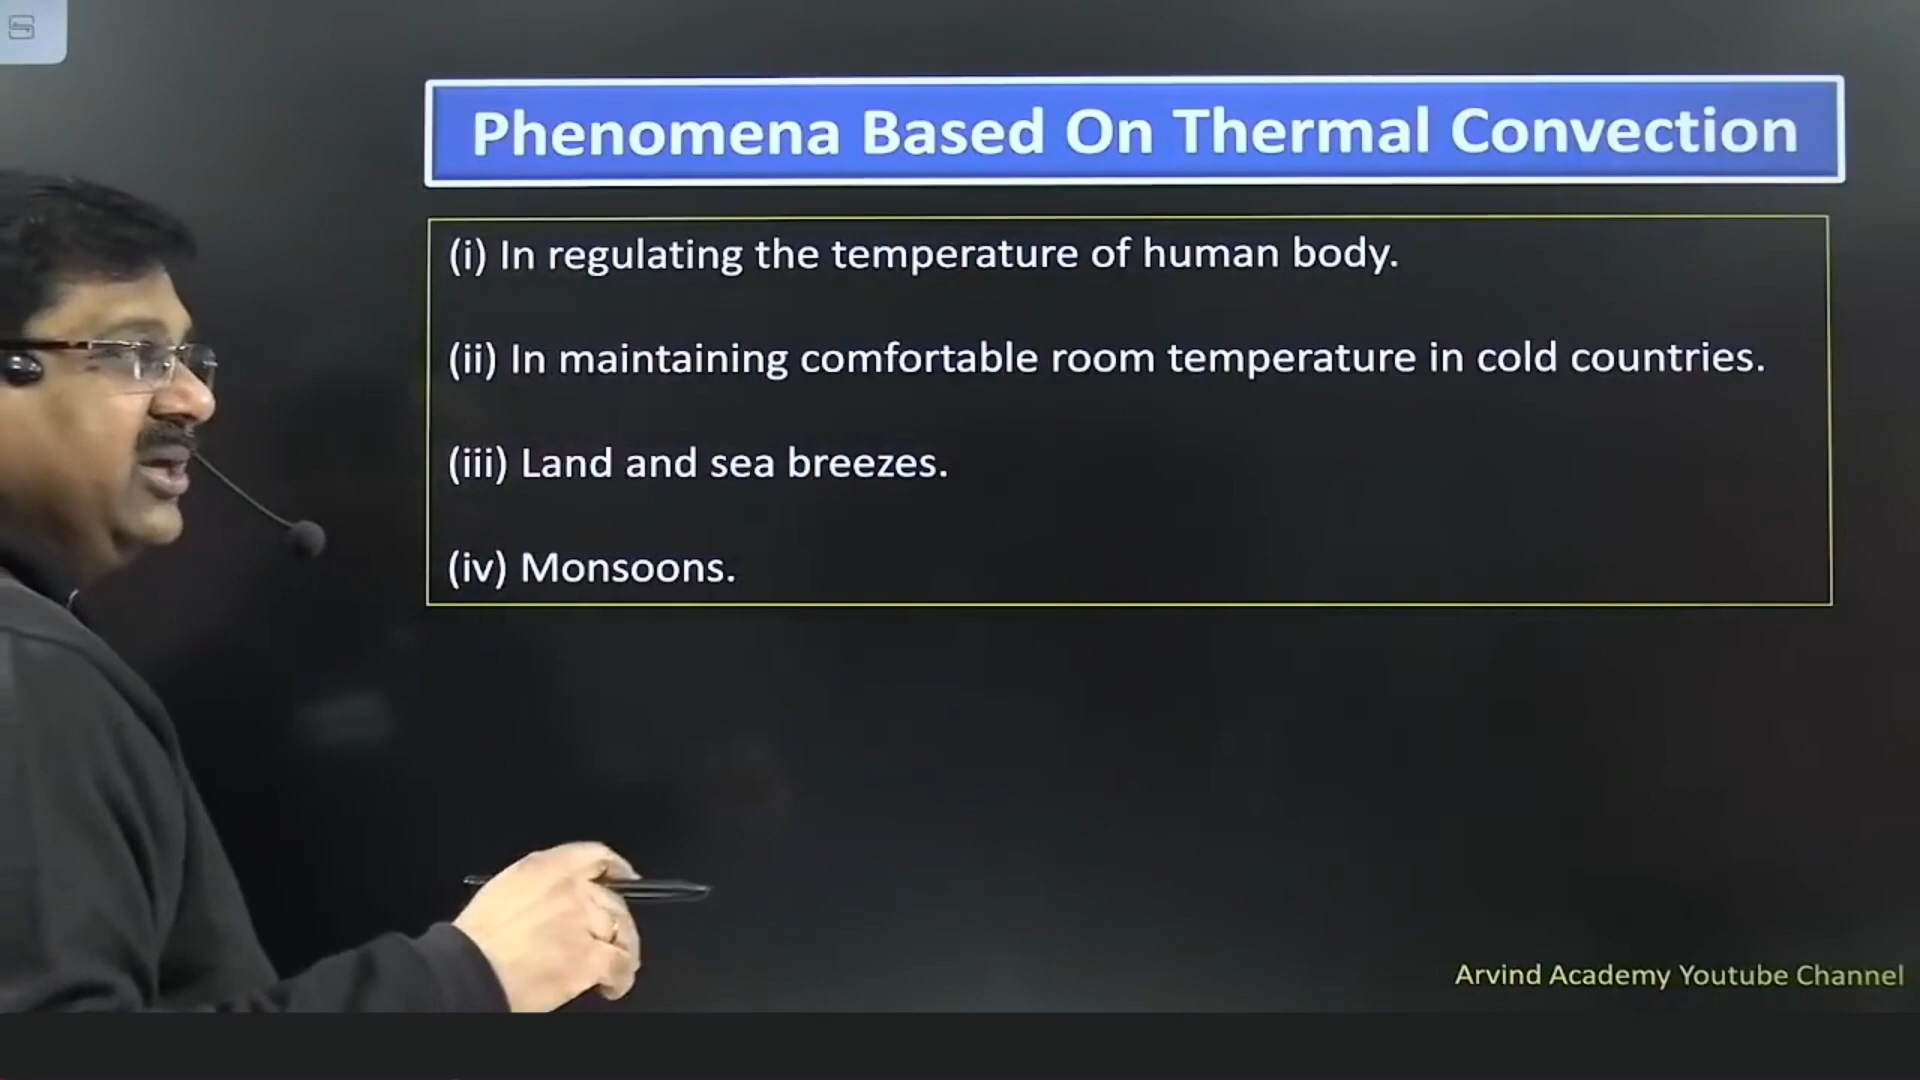 Phenomena Based On Thermal Convection
(i) In regulating the temperature of human body.
(ii) In maintaining comfortable room temperature in cold countries.
(iii) Land and sea breezes.
(iv) Monsoons.
Arvind Academy Youtube Channel